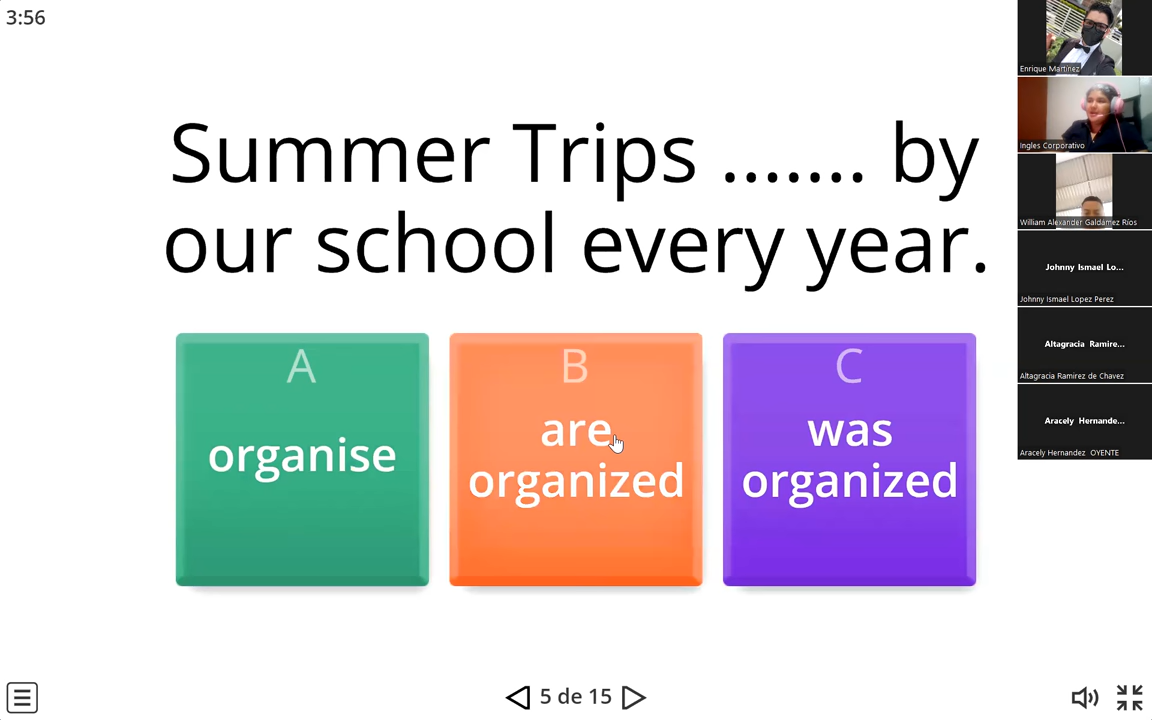 3:56
Summer Trips ....... by
our school every year.
A
organise
B
are
organized
C
was
organized
5 de 15
Enrique Martinez
Ingles Corporativo
William Alexander Galdámez Ríos
Johnny Ismael Lo...
Johnny Ismael Lopez Perez
Altagracia Ramire...
Altagracia Ramirez de Chavez
Aracely Hernande...
Aracely Hernandez OYENTE